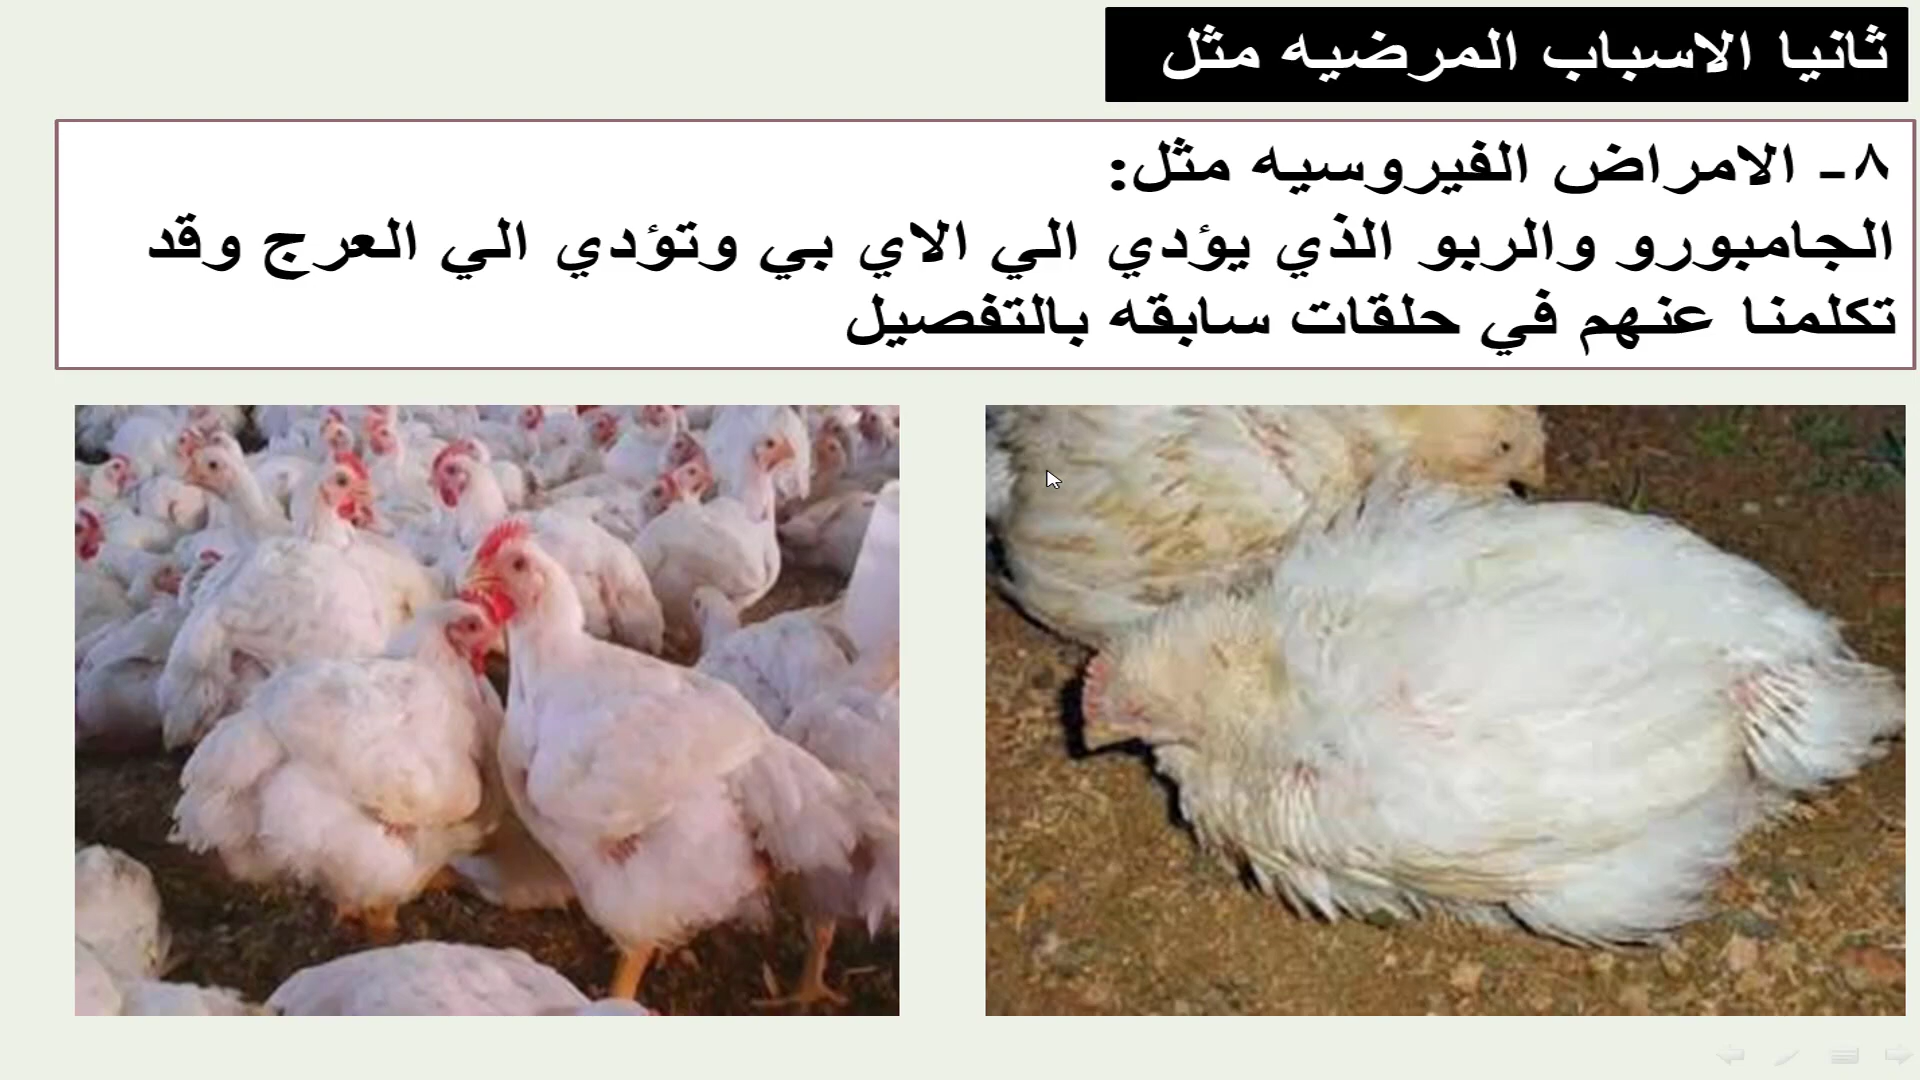 ثانيا الاسباب المرضيه مثل
٨- الامراض الفيروسيه مثل:
الجامبورو والربو الذي يؤدي الي الاي بي وتؤدي الي العرج وقد
تكلمنا عنهم في حلقات سابقه بالتفصيل